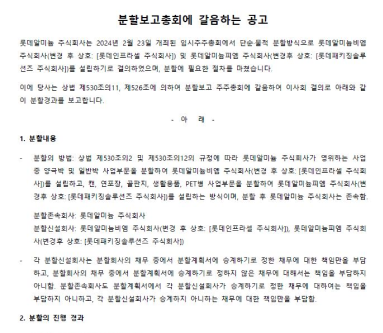 분할보고총회에 갈음하는 공고
롯데알미늄 주식회사는 2024년 2월 23일 개최된 임시주주총회에서 단순·물적 분할방식으로 롯데알미늄비엠
주식회사(변경 후 상호: [롯데인프라셀 주식회사]) 및 롯데알미늄피엠 주식회사(변경후 상호: [롯데패키징솔루
션즈 주식회사])를 설립하기로 결의하였으며, 분할에 필요한 절차를 마쳤습니다.
이에 당사는 상법 제530조의11, 제526조에 의하여 분할보고 주주총회에 갈음하여 이사회 결의로 아래와 같
이 분할경과를 보고합니다.
- 아 래 -
1. 분할내용
- 분할의 방법: 상법 제530조의2 및 제530조의12의 규정에 따라 롯데알미늄 주식회사가 영위하는 사업
중 양극박 및 일반박 사업부문을 분할하여 롯데알미늄비엠 주식회사(변경 후 상호: [롯데인프라셀 주식회
사])를 설립하고, 캔, 연포장, 골판지, 생활용품, PET병 사업부문을 분할하여 롯데알미늄피엠 주식회사(변
경 후 상호: [롯데패키징솔루션즈 주식회사])를 설립하는 방식이며, 분할 후 롯데알미늄 주식회사는 존속함.
분할존속회사: 롯데알미늄 주식회사
분할신설회사: 롯데알미늄비엠 주식회사(변경 후 상호: [롯데인프라셀 주식회사]), 롯데알미늄피엠 주식회
사(변경후 상호: [롯데패키징솔루션즈 주식회사])
- 각 분할신설회사는 분할회사의 채무 중에서 분할계획서에 승계하기로 정한 채무에 대한 책임만을 부담
하고, 분할회사의 채무 중에서 분할계획서에 승계하기로 정하지 않은 채무에 대해서는 책임을 부담하지
아니함. 분할존속회사도 분할계획서에서 각 분할신설회사가 승계하기로 정한 채무에 대하여는 책임을
부담하지 아니하고, 각 분할신설회사가 승계하지 아니하는 채무에 대한 책임만을 부담함.
2. 분할의 진행 경과